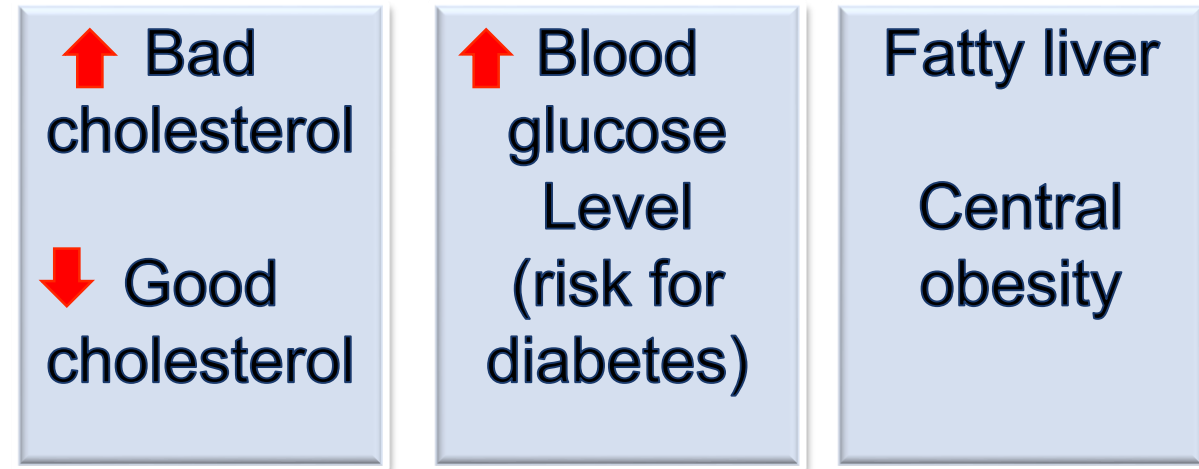 Bad
cholesterol
Good
cholesterol
Blood
glucose
Level
(risk for
diabetes)
Fatty liver
Central
obesity